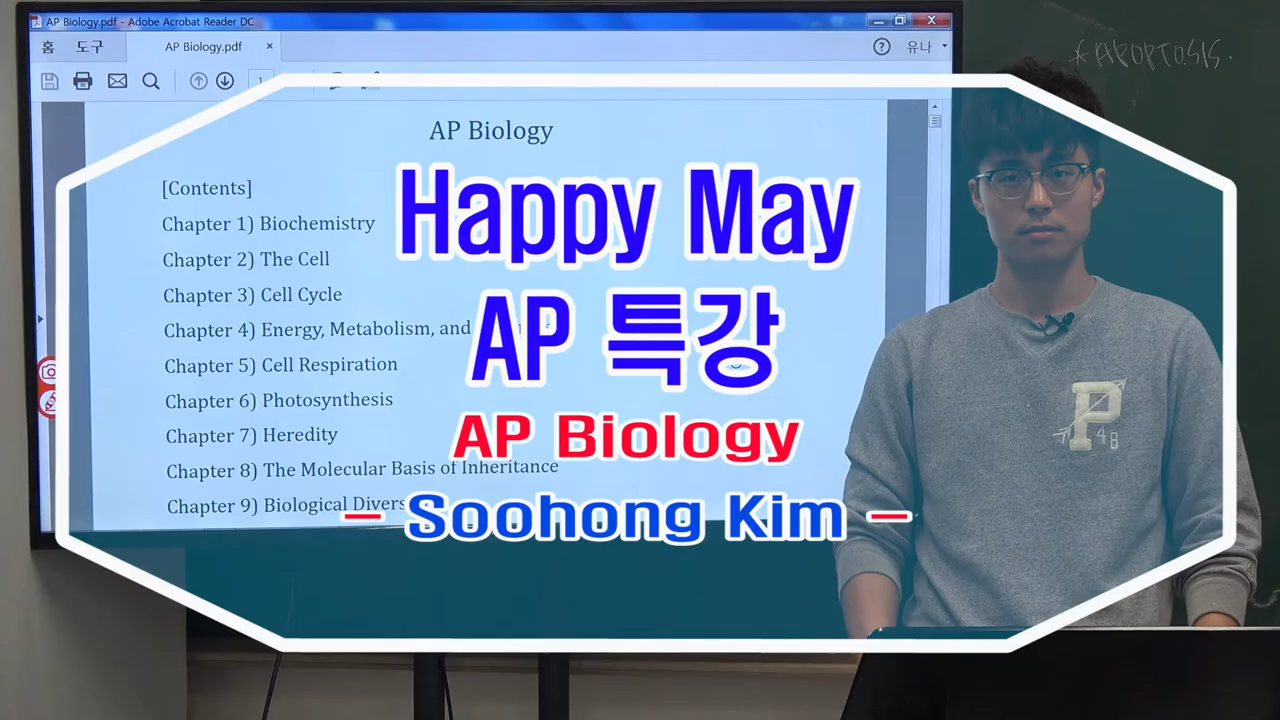 AP Biology.pdf - Adobe Acrobat Reader DC
홈 도구 AP Biology.pdf ×
? 유나
1
*APOPTOSIS.
AP Biology
[Contents]
Chapter 1) Biochemistry
Chapter 2) The Cell
Chapter 3) Cell Cycle
Chapter 4) Energy, Metabolism, and
Chapter 5) Cell Respiration
Chapter 6) Photosynthesis
Chapter 7) Heredity
Chapter 8) The Molecular Basis of Inheritance
Chapter 9) Biological
Happy May
AP 특강
AP Biology
– Soohong Kim –
P
48